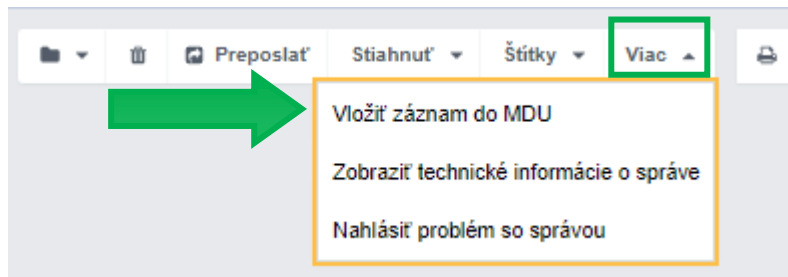 Preposlať Stiahnuť Štítky Viac
Vložiť záznam do MDU
Zobraziť technické informácie o správe
Nahlásiť problém so správou